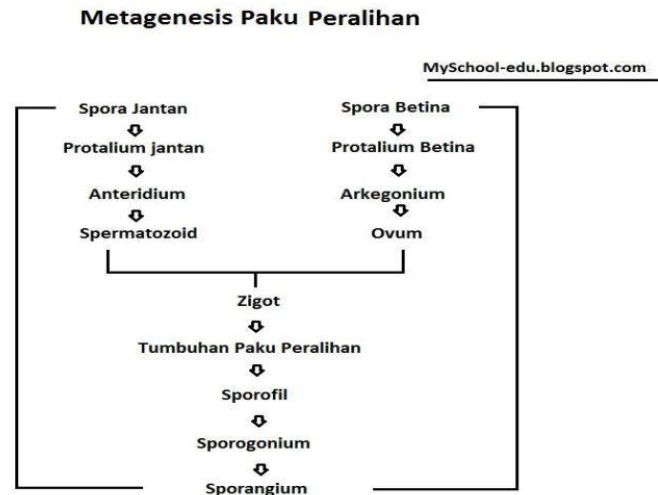 Metagenesis Paku Peralihan
MySchool-edu.blogspot.com
Spora Jantan
Protalium jantan
Anteridium
Spermatozoid
Spora Betina
Protalium Betina
Arkegonium
Ovum
Zigot
Tumbuhan Paku Peralihan
Sporofil
Sporogonium
Sporangium